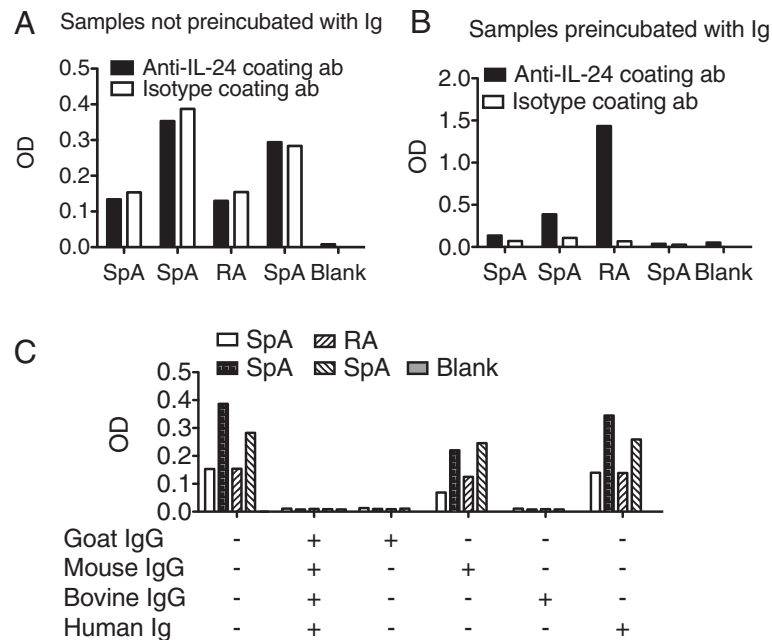 A Samples not preincubated with Ig
Anti-IL-24 coating ab
Isotype coating ab
OD
0.5
0.4
0.3
0.2
0.1
0.0
SpA SpA RA SpA Blank
B Samples preincubated with Ig
Anti-IL-24 coating ab
Isotype coating ab
OD
2.0
1.5
1.0
0.5
0.0
SpA SpA RA SpA Blank
C
SpA RA
SpA SpA Blank
OD
0.5
0.4
0.3
0.2
0.1
0.0
Goat IgG - + + - - -
Mouse IgG - + - + - -
Bovine IgG - + - - + -
Human Ig - + - - - +